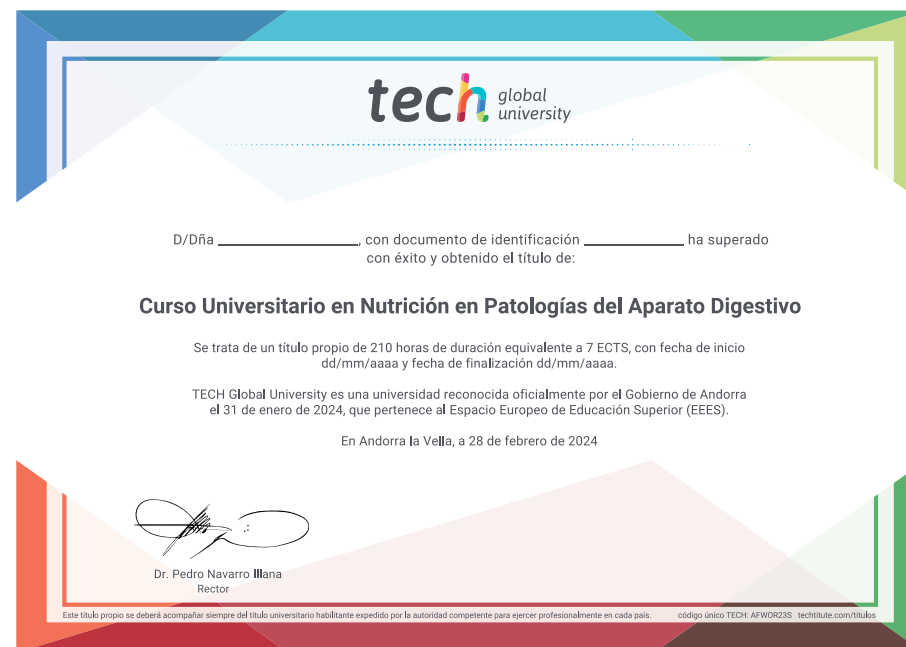 tech global university
D/Dña __________________, con documento de identificación _____________ ha superado
con éxito y obtenido el título de:
Curso Universitario en Nutrición en Patologías del Aparato Digestivo
Se trata de un título propio de 210 horas de duración equivalente a 7 ECTS, con fecha de inicio
dd/mm/aaaa y fecha de finalización dd/mm/aaaa.
TECH Global University es una universidad reconocida oficialmente por el Gobierno de Andorra
el 31 de enero de 2024, que pertenece al Espacio Europeo de Educación Superior (EEES).
En Andorra la Vella, a 28 de febrero de 2024
Dr. Pedro Navarro Illana
Rector
Este título propio se deberá acompañar siempre del título universitario habilitante expedido por la autoridad competente para ejercer profesionalmente en cada país. código único TECH: AFWOR23S techtitute.com/titulos